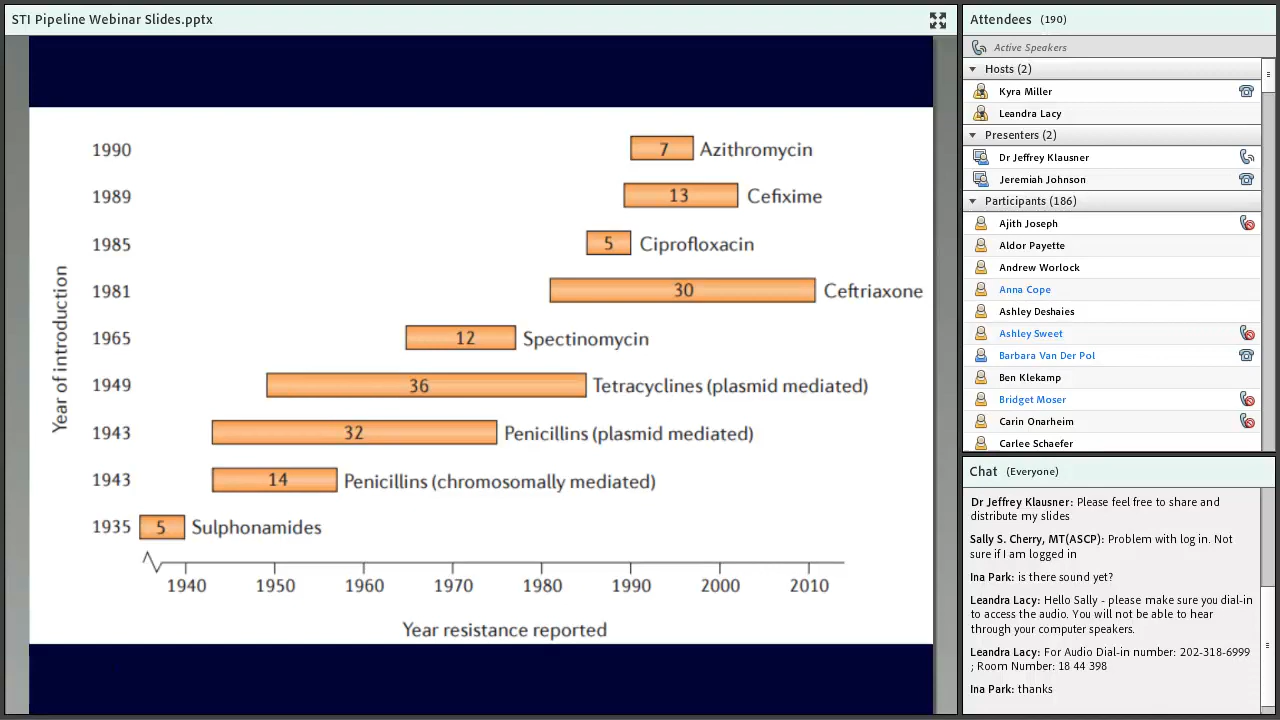 STI Pipeline Webinar Slides.pptx
1990
7
Azithromycin
1989
13
Cefixime
1985
5
Ciprofloxacin
1981
30
Ceftriaxone
1965
12
Spectinomycin
1949
36
Tetracyclines (plasmid mediated)
1943
32
Penicillins (plasmid mediated)
1943
14
Penicillins (chromosomally mediated)
1935
5
Sulphonamides
Year of introduction
1940 1950 1960 1970 1980 1990 2000 2010
Year resistance reported
Attendees (190)
Active Speakers
Hosts (2)
Kyra Miller
Leandra Lacy
Presenters (2)
Dr Jeffrey Klausner
Jeremiah Johnson
Participants (186)
Ajith Joseph
Aldor Payette
Andrew Worlock
Anna Cope
Ashley Deshaies
Ashley Sweet
Barbara Van Der Pol
Ben Klekamp
Bridget Moser
Carin Onarheim
Carlee Schaefer
Chat (Everyone)
Dr Jeffrey Klausner: Please feel free to share and
distribute my slides
Sally S. Cherry, MT(ASCP): Problem with log in. Not
sure if I am logged in
Ina Park: is there sound yet?
Leandra Lacy: Hello Sally - please make sure you dial-in
to access the audio. You will not be able to hear
through your computer speakers.
Leandra Lacy: For Audio Dial-in number: 202-318-6999
; Room Number: 18 44 398
Ina Park: thanks